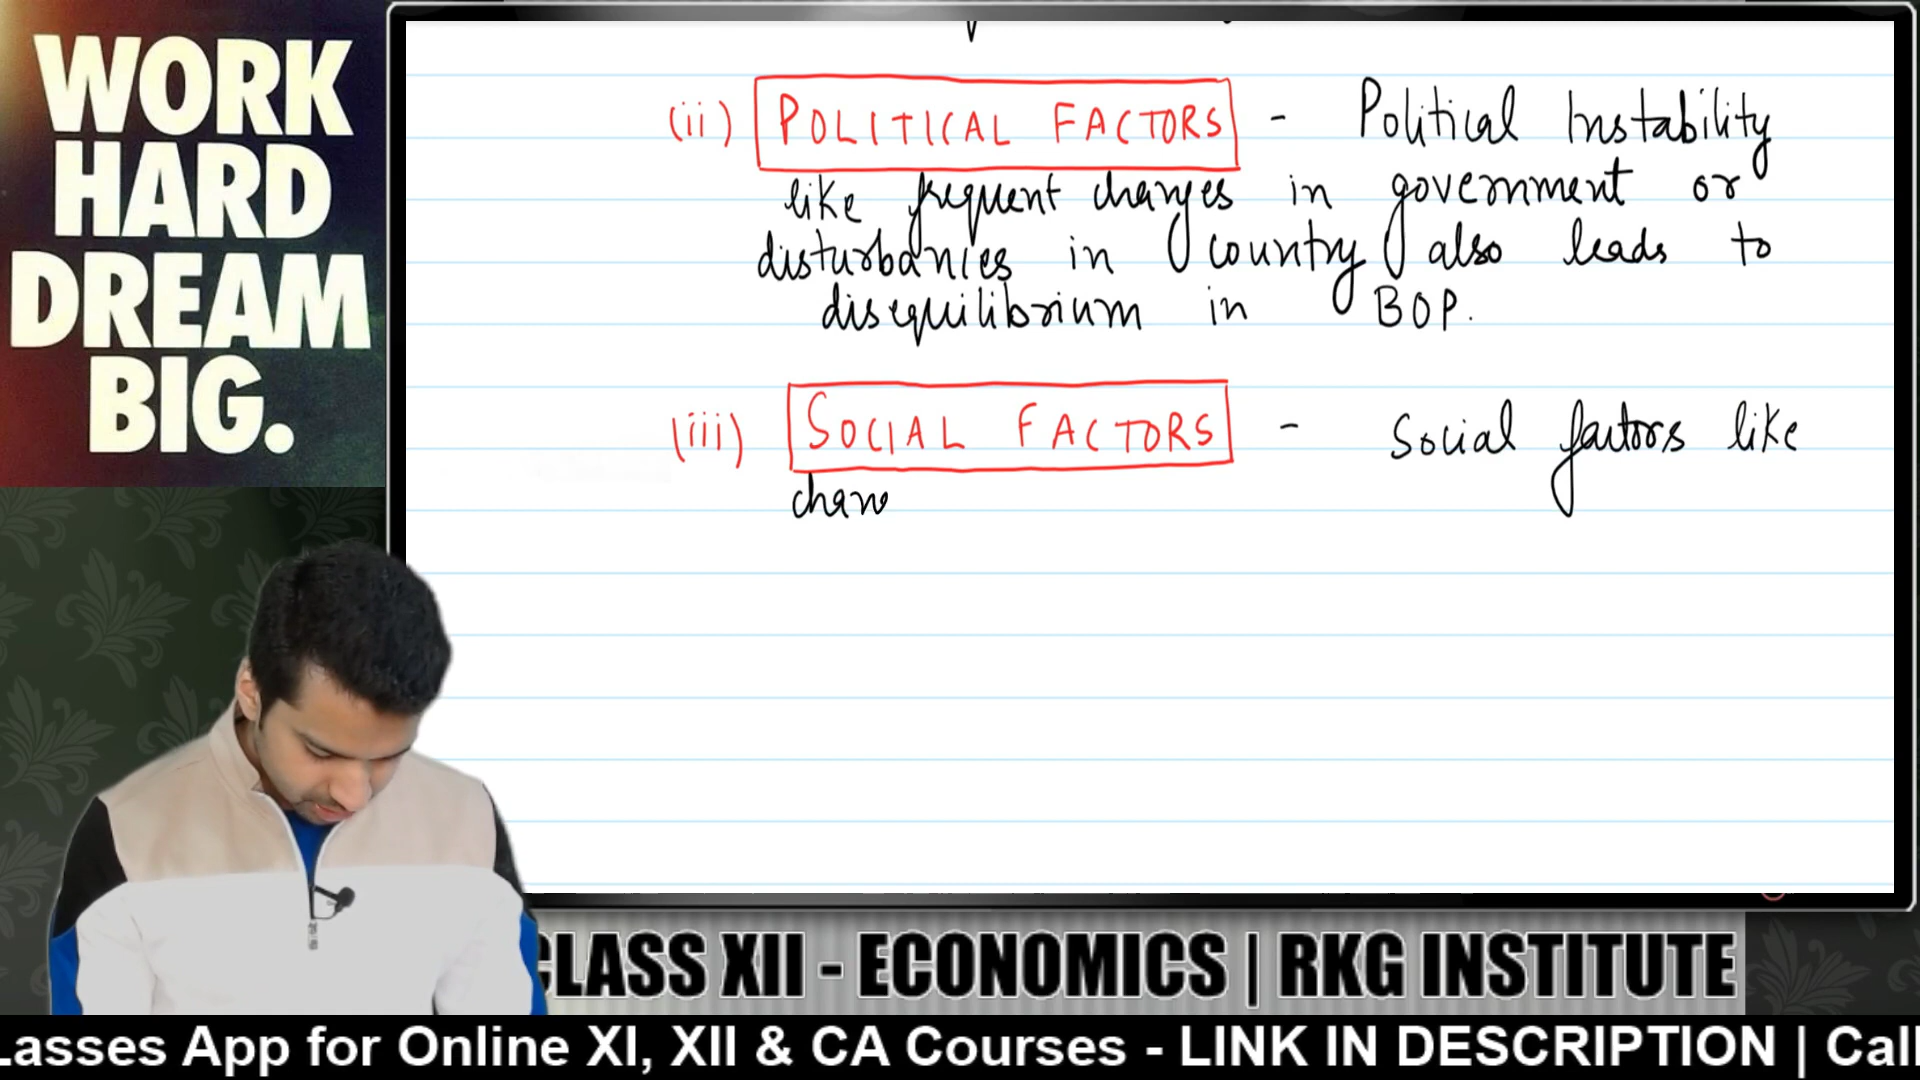 WORK
HARD
DREAM
BIG.
(ii) POLITICAL FACTORS - Political Instability
like frequent changes in government or
disturbances in country also leads to
disequilibrium in BOP.
(iii) SOCIAL FACTORS - Social factors like
chan
CLASS XII - ECONOMICS | RKG INSTITUTE
Lasses App for Online XI, XII & CA Courses - LINK IN DESCRIPTION | Call